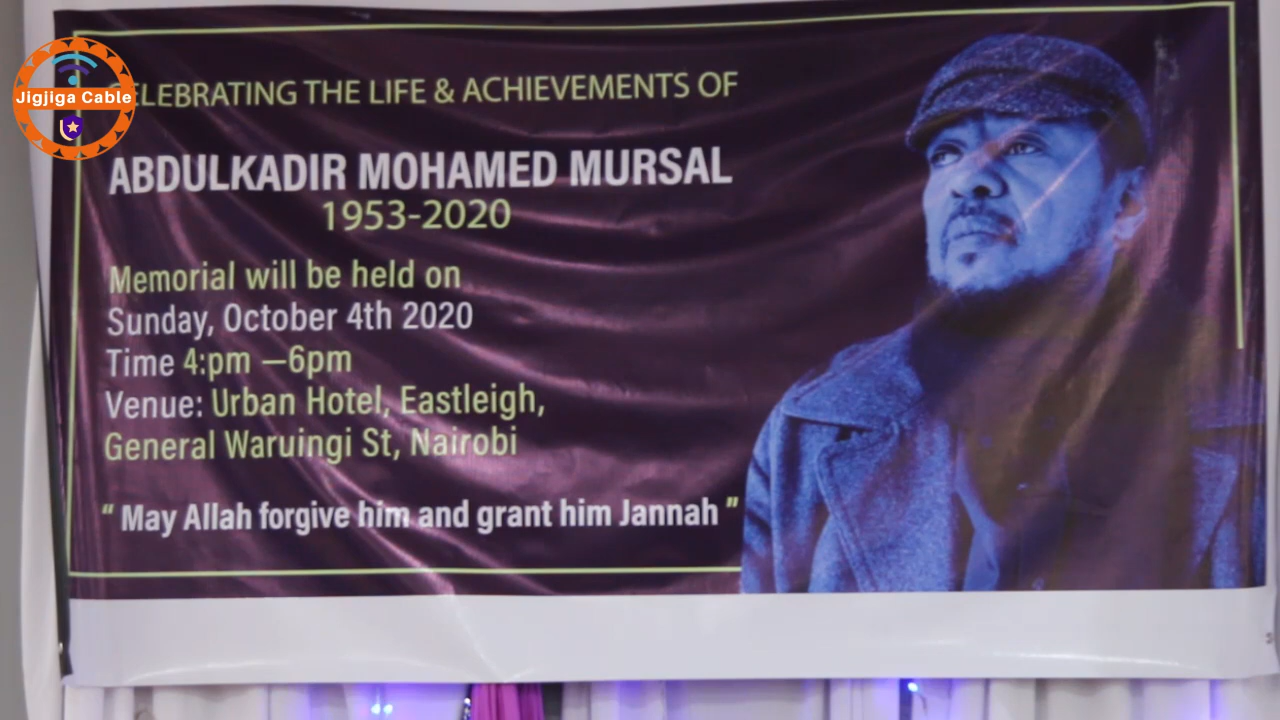 Jigjiga Cable
CELEBRATING THE LIFE & ACHIEVEMENTS OF
ABDULKADIR MOHAMED MURSAL
1953-2020
Memorial will be held on
Sunday, October 4th 2020
Time 4:pm —6pm
Venue: Urban Hotel, Eastleigh,
General Waruingi St, Nairobi
“ May Allah forgive him and grant him Jannah ”